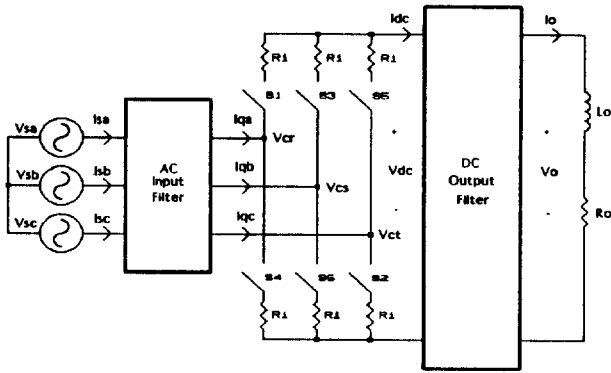 Idc
Io
R1
R1
R1
S1
S3
S5
Vsa
Isa
Iqa
Vcr
Lo
Vsb
Isb
AC
Input
Filter
Iqb
Vcs
Vdc
DC
Output
Filter
Vo
Vsc
Isc
Iqc
Vct
Ro
S4
S6
S2
R1
R1
R1